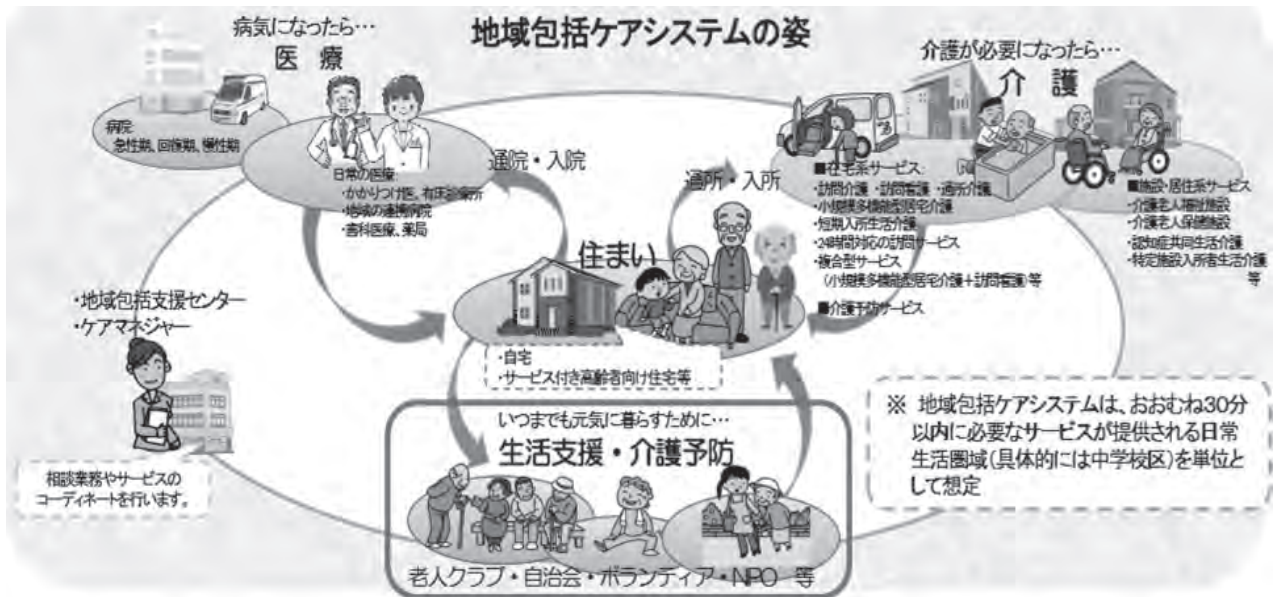 地域包括ケアシステムの姿
病気になったら…
医 療
病院:
急性期、回復期、慢性期
日常の医療:
・かかりつけ医、有床診療所
・地域の連携病院
・歯科医療、薬局
通院・入院
通所・入所
介護が必要になったら…
介 護
■在宅系サービス:
・訪問介護 ・訪問看護 ・通所介護
・小規模多機能型居宅介護
・短期入所生活介護
・24時間対応の訪問サービス
・複合型サービス
(小規模多機能型居宅介護+訪問看護)等
■介護予防サービス
■施設・居住系サービス
・介護老人福祉施設
・介護老人保健施設
・認知症共同生活介護
・特定施設入所者生活介護
等
住まい
・自宅
・サービス付き高齢者向け住宅等
・地域包括支援センター
・ケアマネジャー
相談業務やサービスの
コーディネートを行います。
いつまでも元気に暮らすために…
生活支援・介護予防
老人クラブ・自治会・ボランティア・NPO 等
※ 地域包括ケアシステムは、おおむね30分
以内に必要なサービスが提供される日常
生活圏域(具体的には中学校区)を単位と
して想定